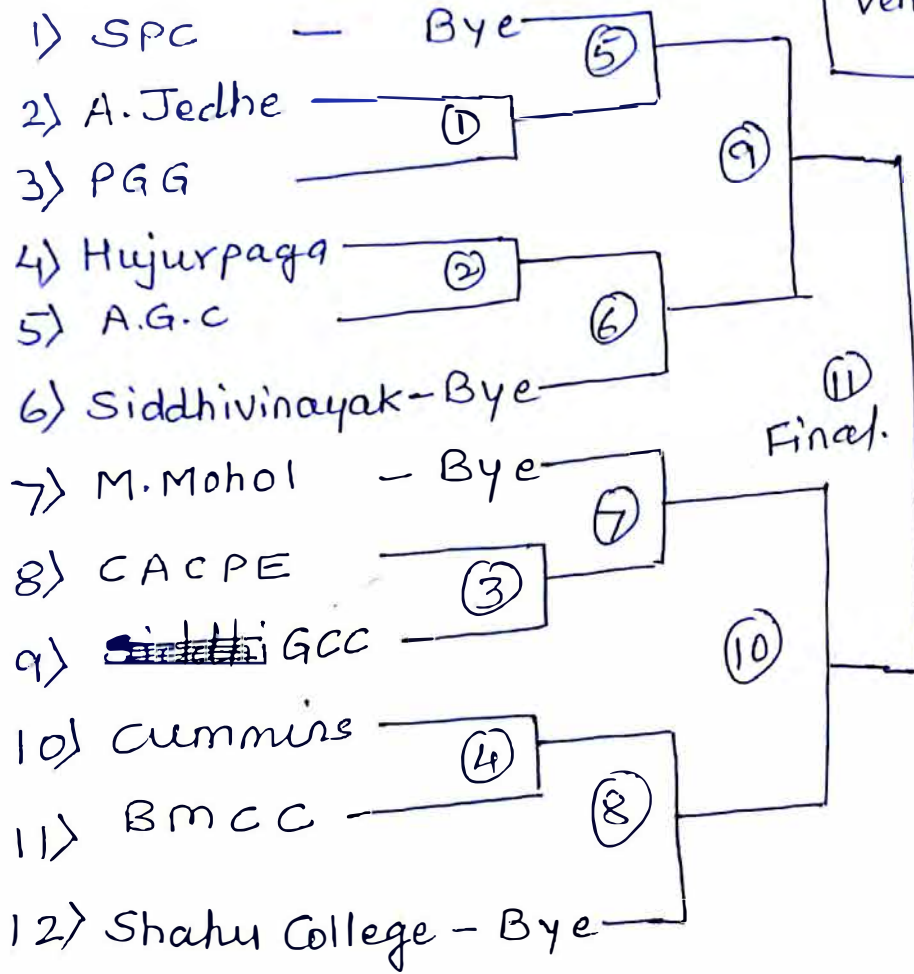 1) SPC — Bye
5
2) A. Jedhe
1
3) PGG
9
4) Hujurpaga
2
5) A.G.C
6
6) Siddhivinayak - Bye
11
Final.
7) M. Mohol - Bye
7
8) CACPE
3
9) GCC
10
10) Cummins
4
11) BMCC
8
12) Shahu College - Bye